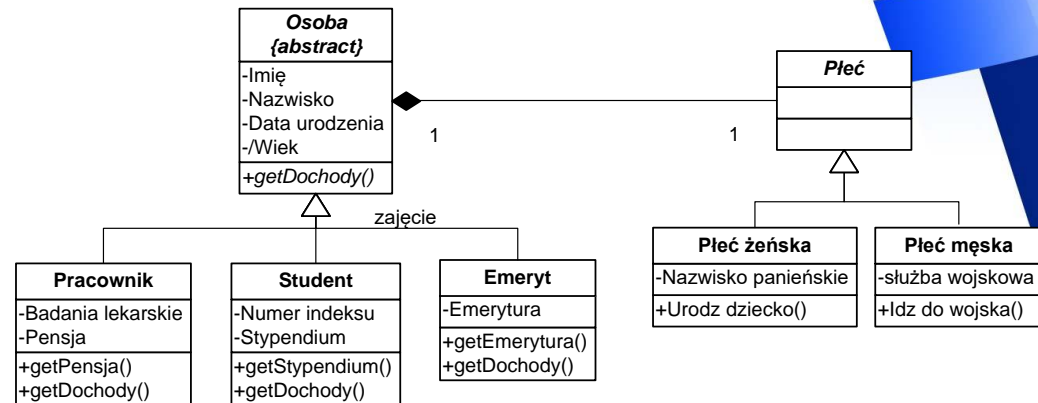 Osoba
{abstract}
-Imię
-Nazwisko
-Data urodzenia
-/Wiek
+getDochody()
1
1
Płeć
zajęcie
Pracownik
-Badania lekarskie
-Pensja
+getPensja()
+getDochody()
Student
-Numer indeksu
-Stypendium
+getStypendium()
+getDochody()
Emeryt
-Emerytura
+getEmerytura()
+getDochody()
Płeć żeńska
-Nazwisko panieńskie
+Urodz dziecko()
Płeć męska
-służba wojskowa
+Idz do wojska()